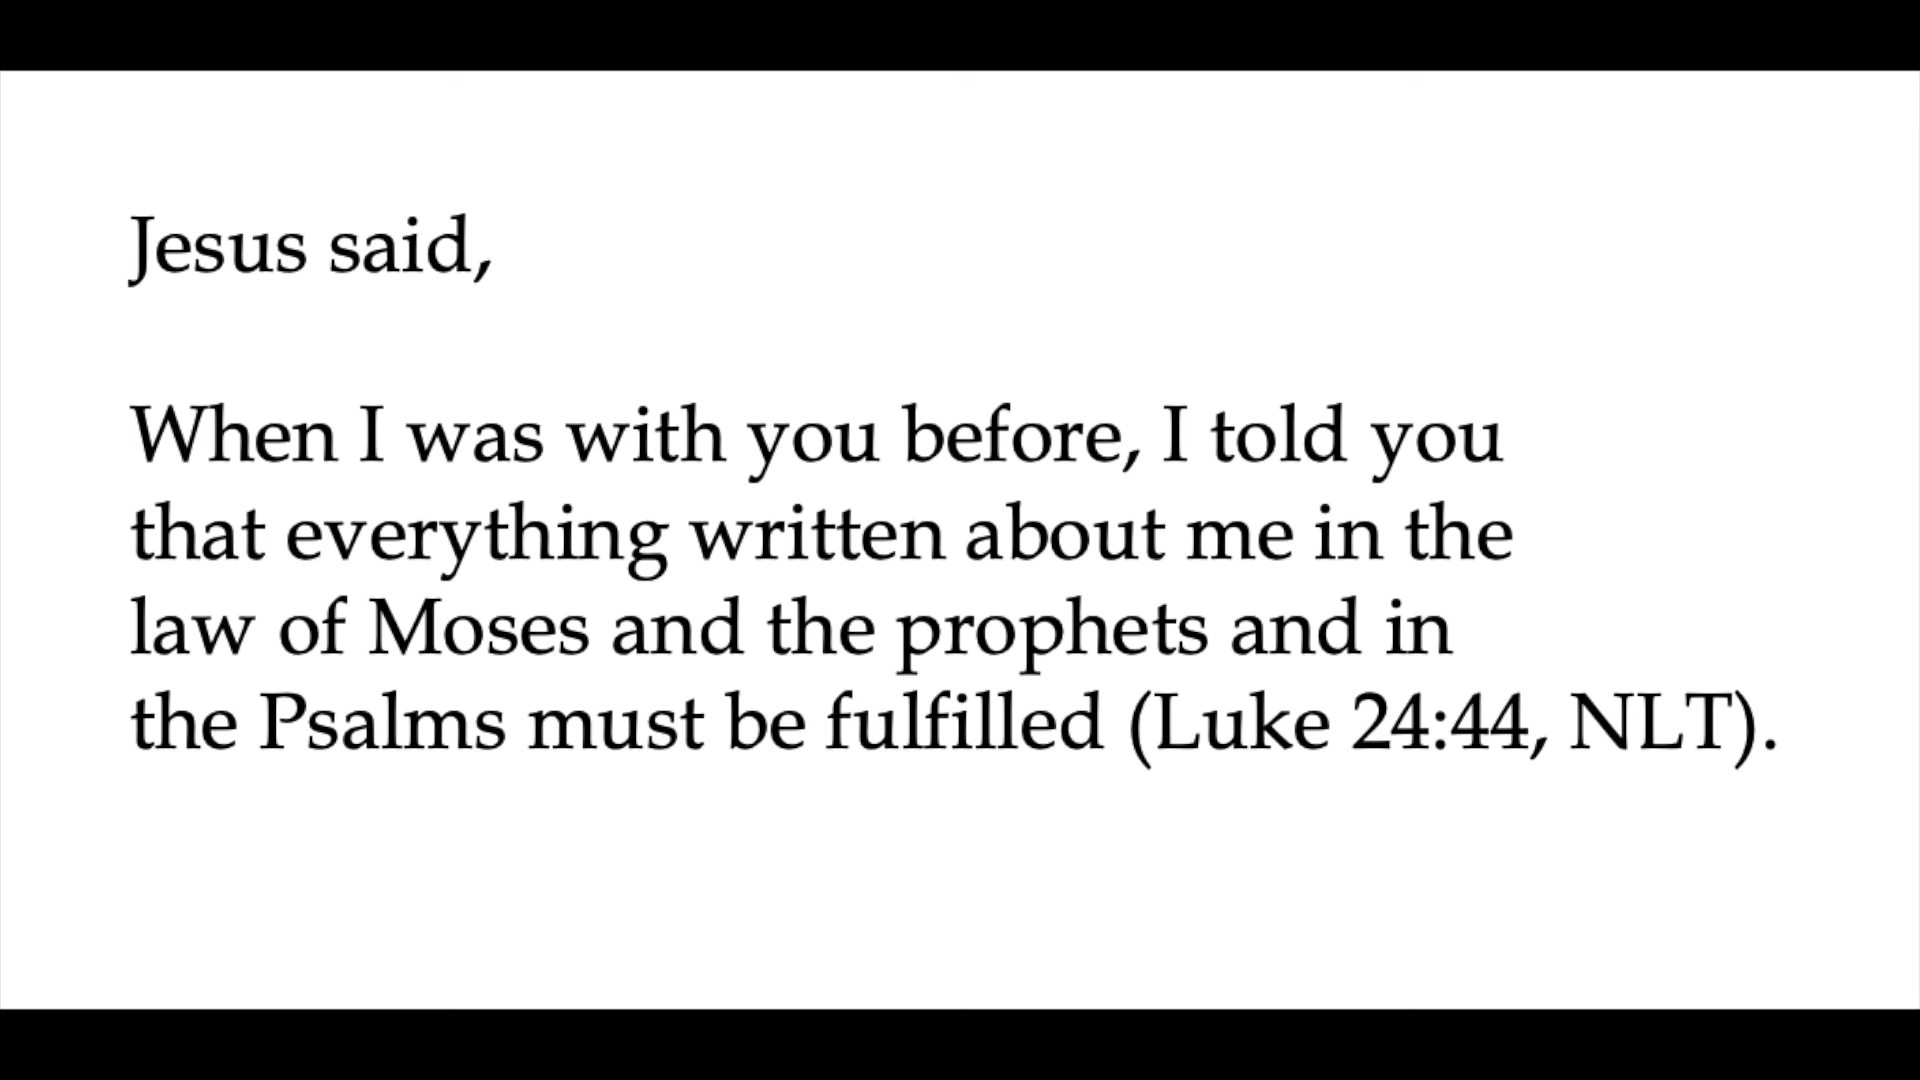 Jesus said,
When I was with you before, I told you
that everything written about me in the
law of Moses and the prophets and in
the Psalms must be fulfilled (Luke 24:44, NLT).